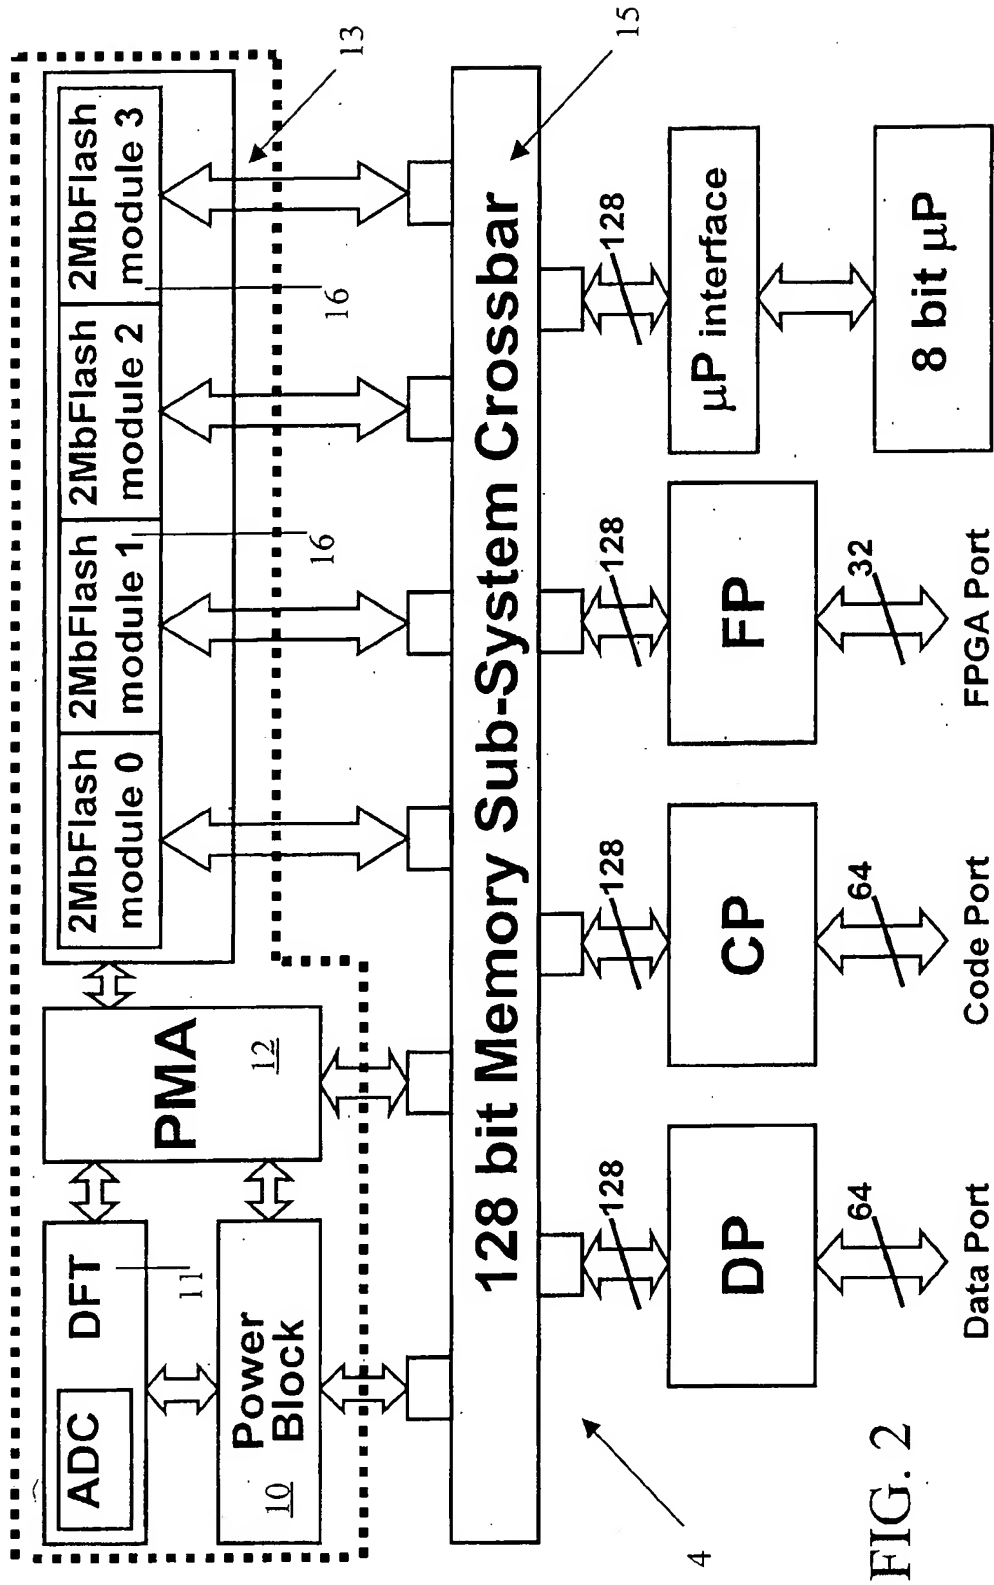 ADC
DFT
11
Power
Block
10
PMA
12
2MbFlash
module 0
2MbFlash
module 1
2MbFlash
module 2
2MbFlash
module 3
16
16
13
128 bit Memory Sub-System Crossbar
15
128
128
128
128
DP
CP
FP
µP interface
64
64
32
8 bit µP
Data Port
Code Port
FPGA Port
4
FIG. 2